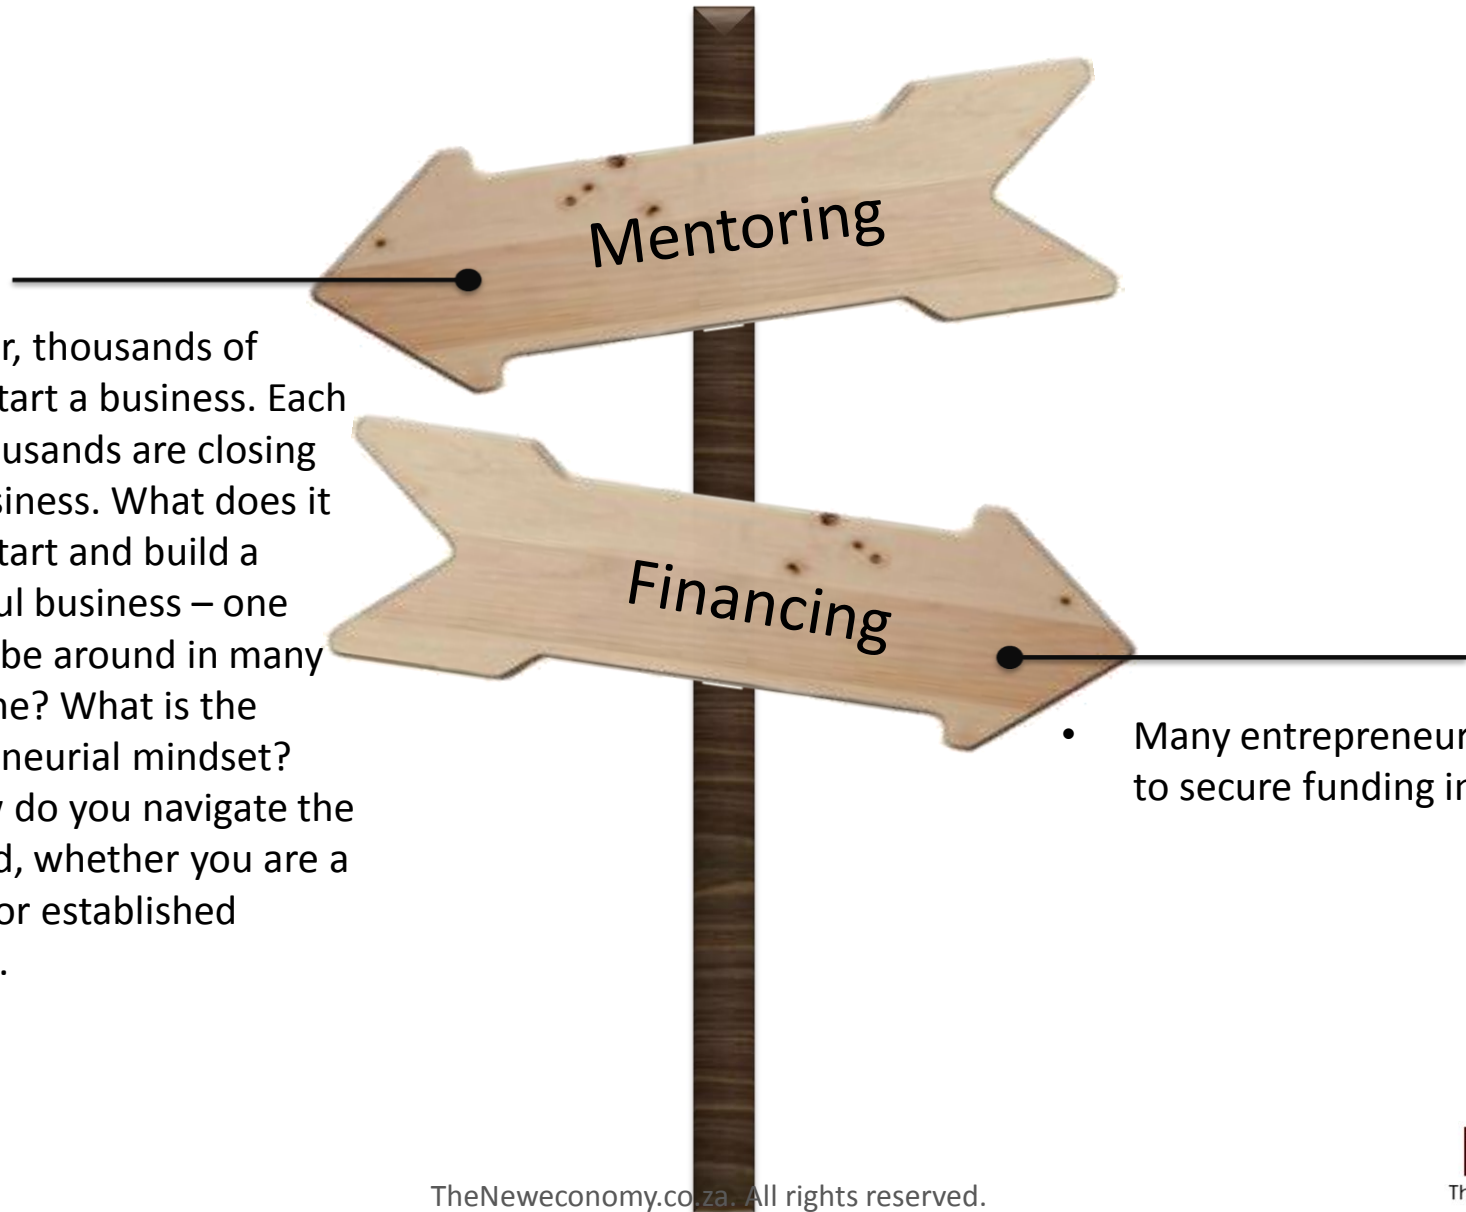 Mentoring
r, thousands of
tart a business. Each
usands are closing
siness. What does it
tart and build a
ul business – one
be around in many
ne? What is the
neurial mindset?
do you navigate the
d, whether you are a
or established
.
Financing
• Many entrepreneur
to secure funding in
TheNeweconomy.co.za. All rights reserved.
Th